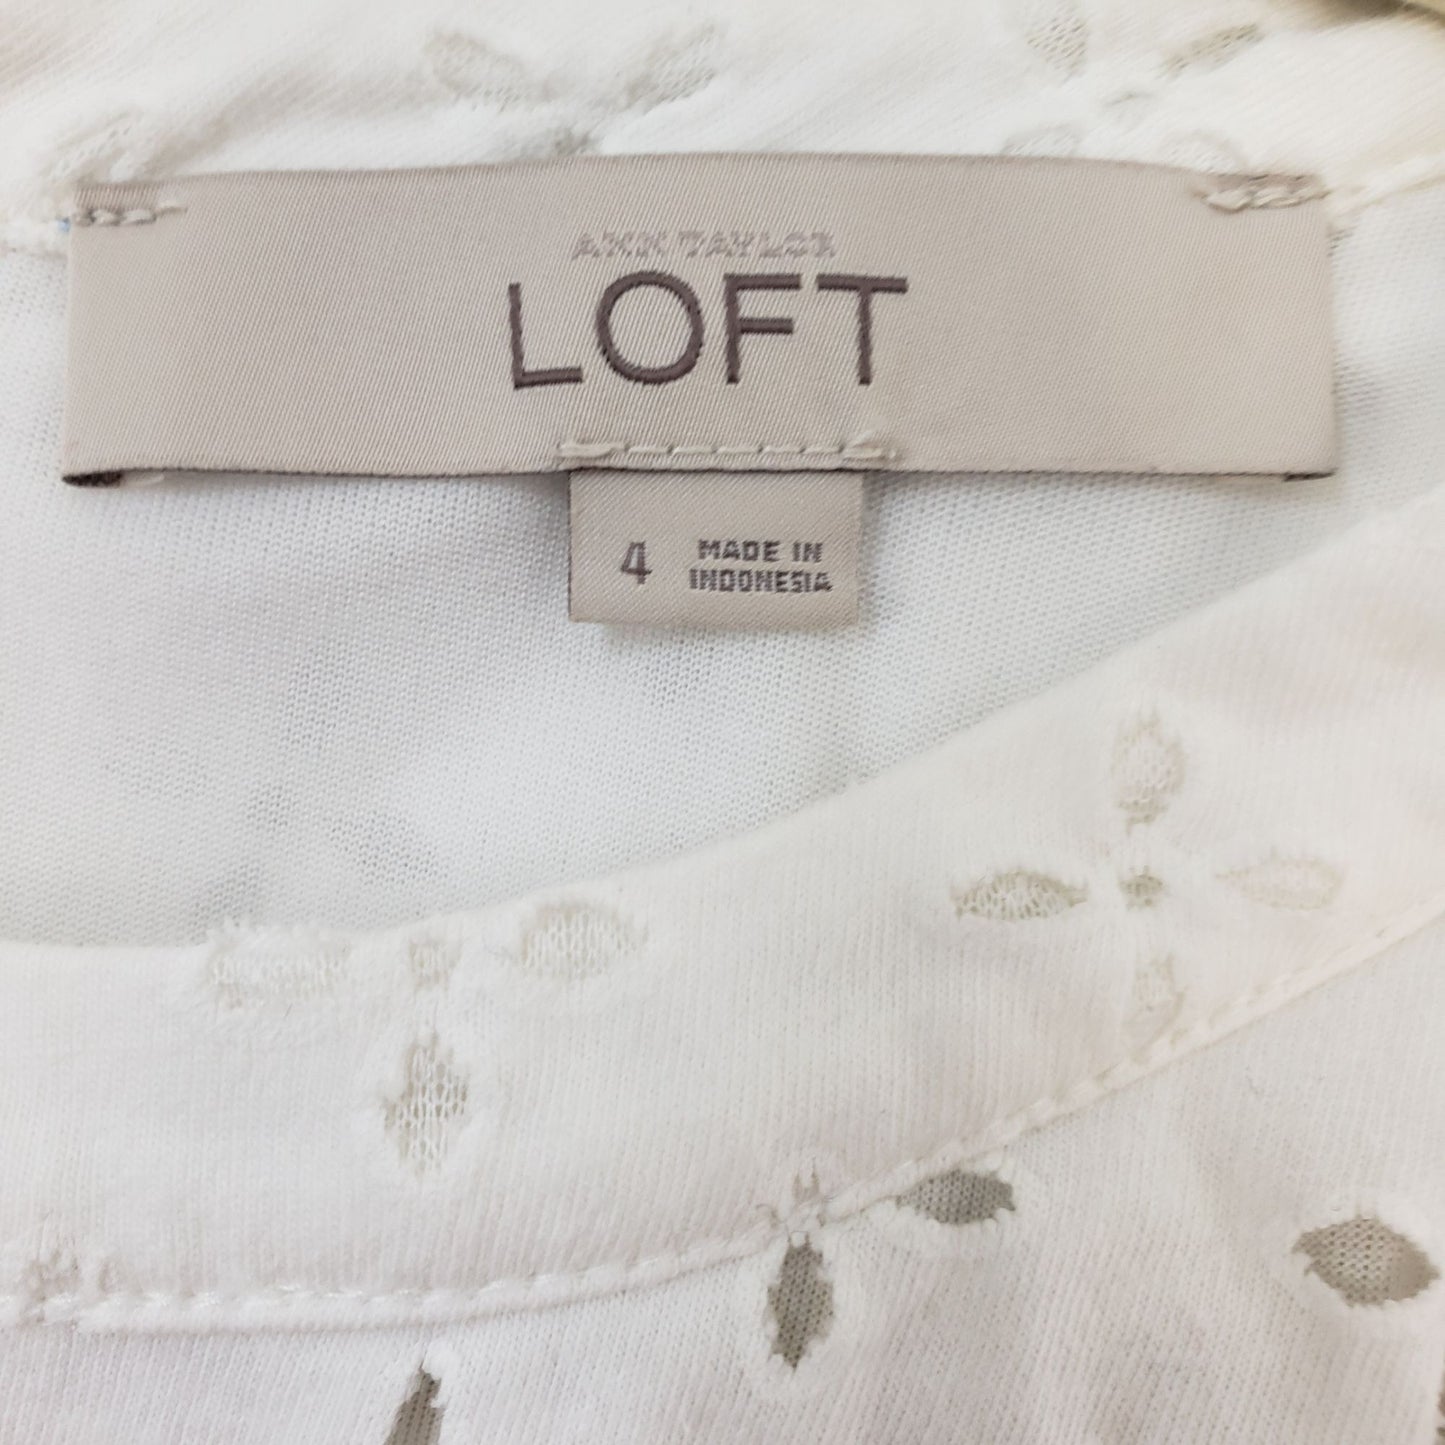 ANN TAYLOR
LOFT
4
MADE IN
INDONESIA